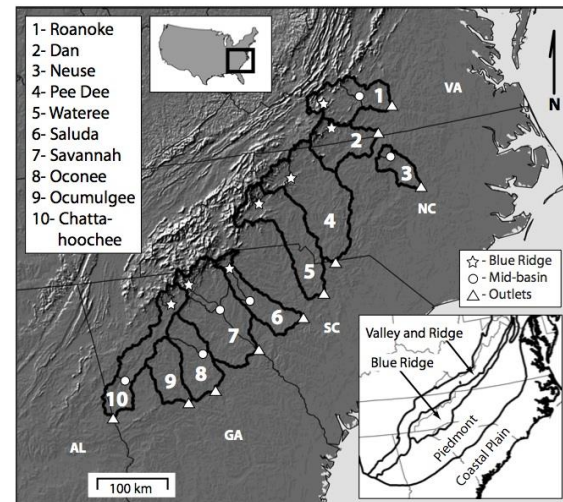 1- Roanoke
2- Dan
3- Neuse
4- Pee Dee
5- Wateree
6- Saluda
7- Savannah
8- Oconee
9- Ocumulgee
10- Chatta-
hoochee
VA
N
1
2
3
NC
4
☆- Blue Ridge
○- Mid-basin
△- Outlets
5
6
SC
7
8
9
10
AL
GA
100 km
Valley and Ridge
Blue Ridge
Piedmont
Coastal Plain